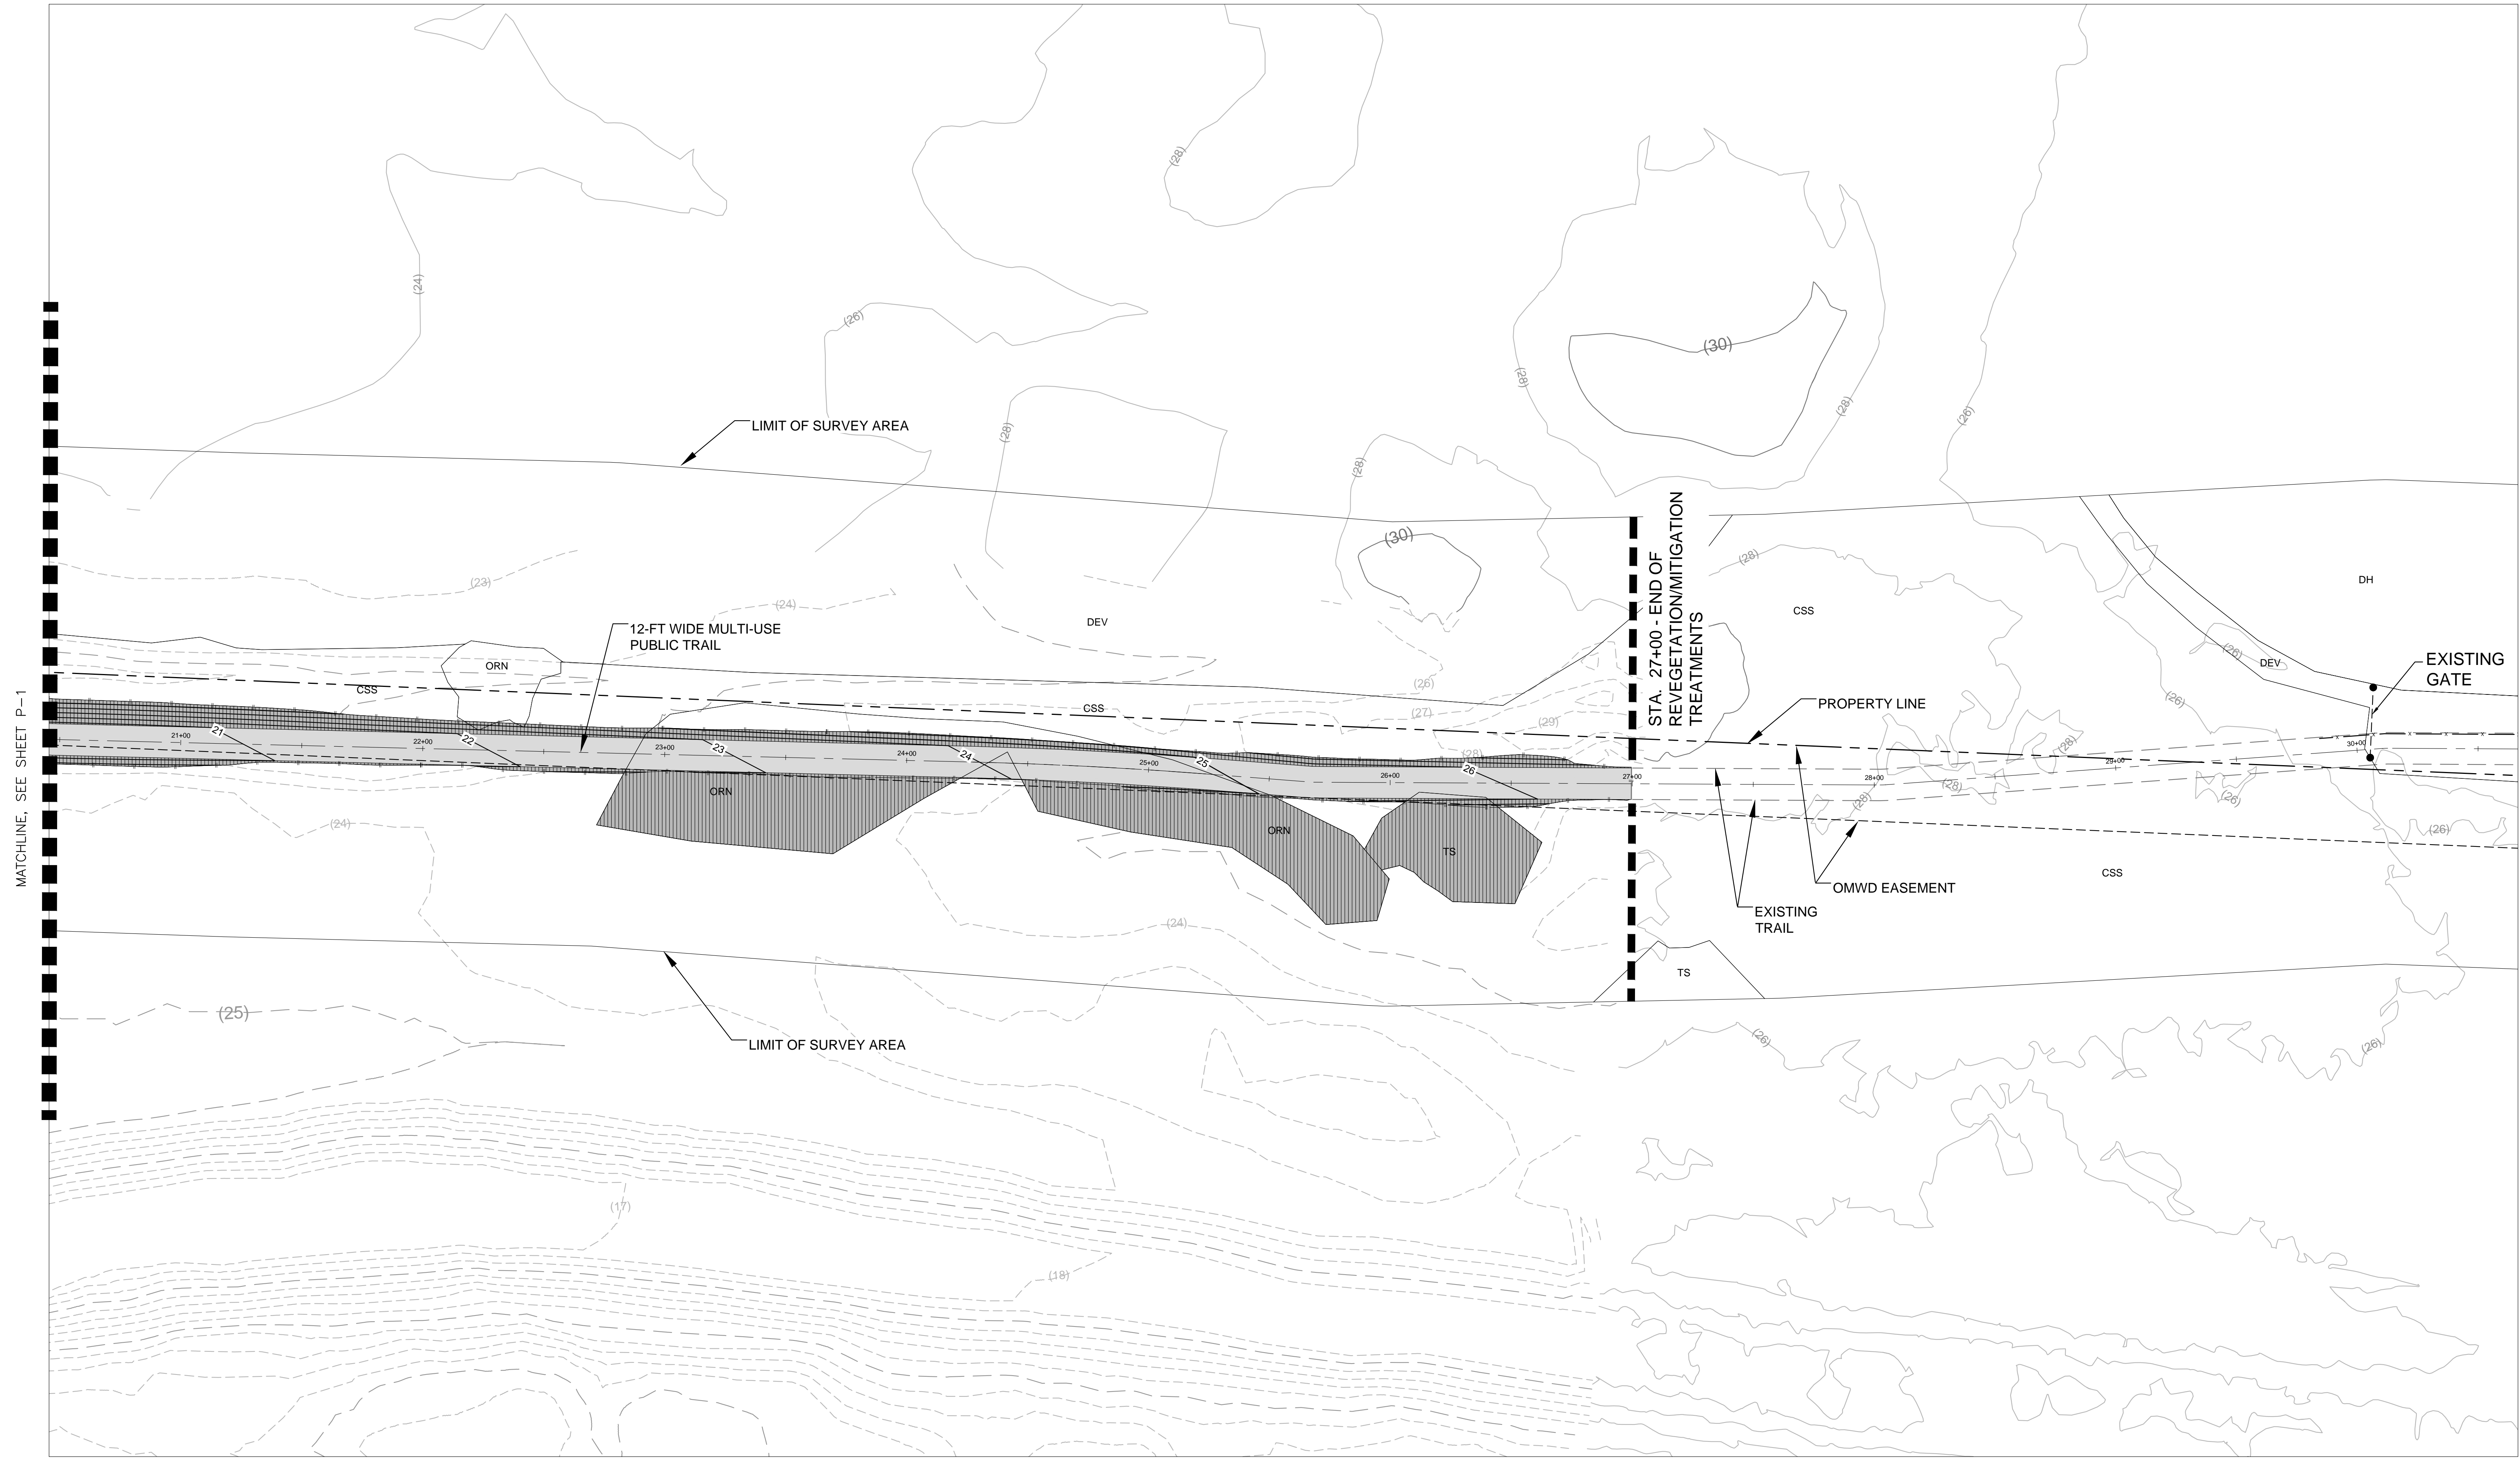 (24)
(28)
(26)
(30)
(28)
(28)
(26)
LIMIT OF SURVEY AREA
(28)
(28)
(30)
STA. 27+00 - END OF
REVEGETATION/MITIGATION
TREATMENTS
(28)
(23)
(24)
DH
CSS
12-FT WIDE MULTI-USE
PUBLIC TRAIL
DEV
(26)
DEV
EXISTING
GATE
ORN
CSS
(26)
(26)
PROPERTY LINE
CSS
(27)
(29)
(28)
(28)
MATCHLINE, SEE SHEET P-1
21
22
23
24
25
26
21+00
22+00
23+00
24+00
25+00
26+00
27+00
28+00
29+00
30+00
ORN
(28)
(28)
(26)
(24)
ORN
TS
(26)
CSS
OMWD EASEMENT
EXISTING
TRAIL
(24)
TS
(25)
LIMIT OF SURVEY AREA
(26)
(26)
(17)
(18)